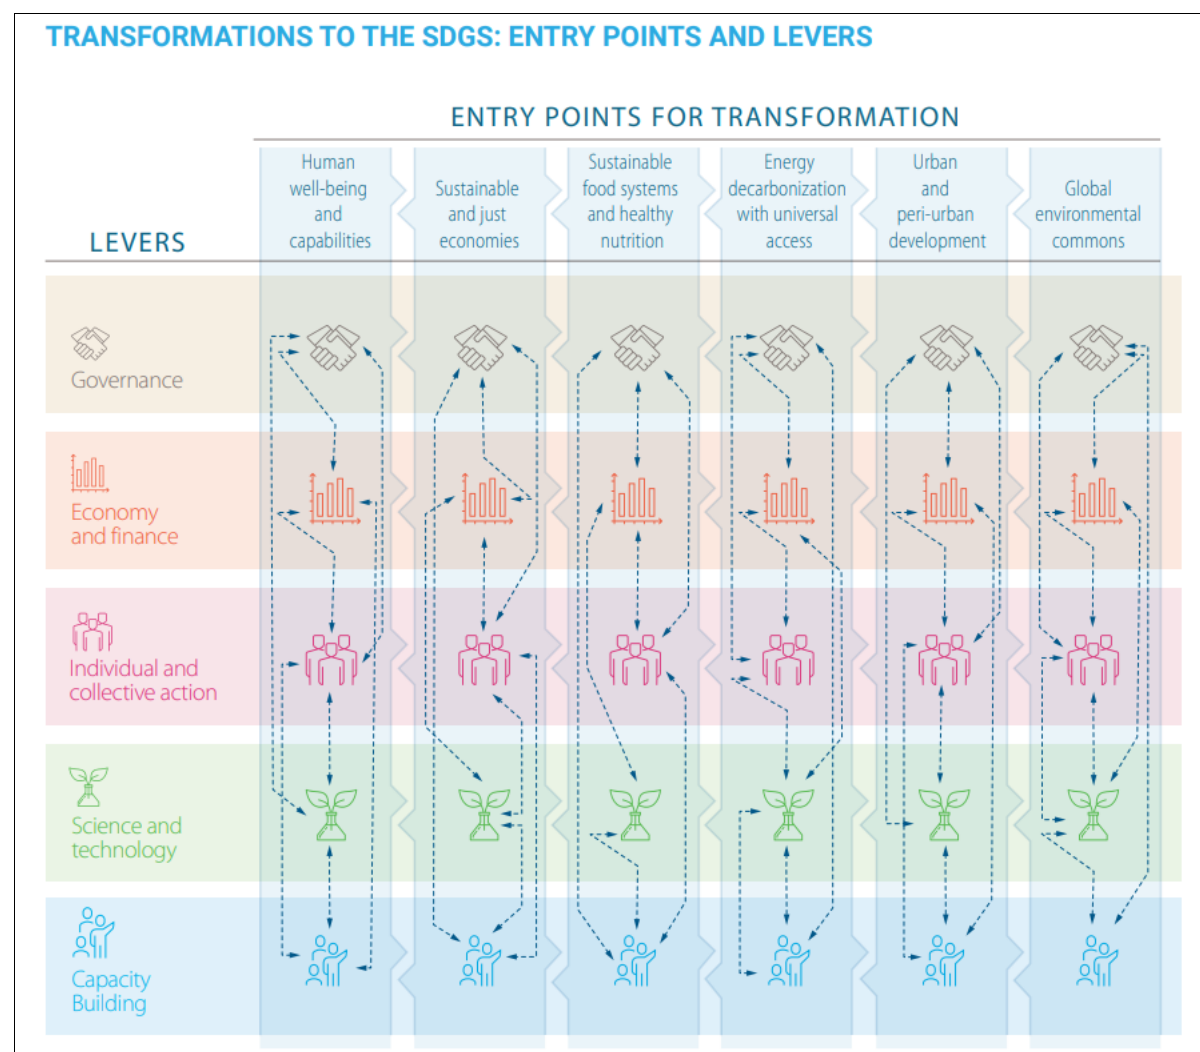 TRANSFORMATIONS TO THE SDGS: ENTRY POINTS AND LEVERS
ENTRY POINTS FOR TRANSFORMATION
LEVERS
Human
well-being
and
capabilities
Sustainable
and just
economies
Sustainable
food systems
and healthy
nutrition
Energy
decarbonization
with universal
access
Urban
and
peri-urban
development
Global
environmental
commons
Governance
Economy
and finance
Individual and
collective action
Science and
technology
Capacity
Building